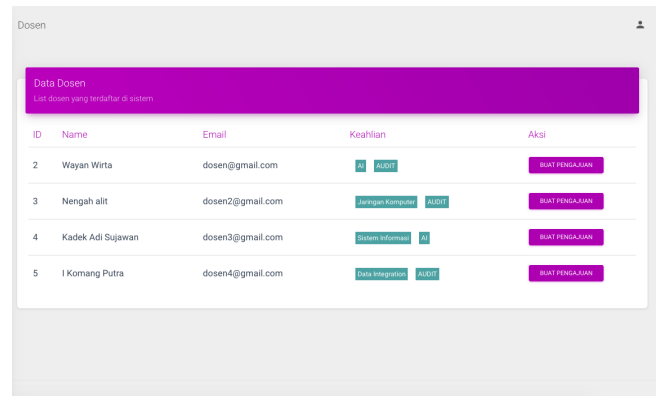 Dosen
Data Dosen
List dosen yang terdaftar di sistem
ID Name Email Keahlian Aksi
2 Wayan Wirta dosen@gmail.com AI AUDIT BUAT PENGAJUAN
3 Nengah alit dosen2@gmail.com Jaringan Komputer AUDIT BUAT PENGAJUAN
4 Kadek Adi Sujawan dosen3@gmail.com Sistem Informasi AI BUAT PENGAJUAN
5 I Komang Putra dosen4@gmail.com Data Integration AUDIT BUAT PENGAJUAN